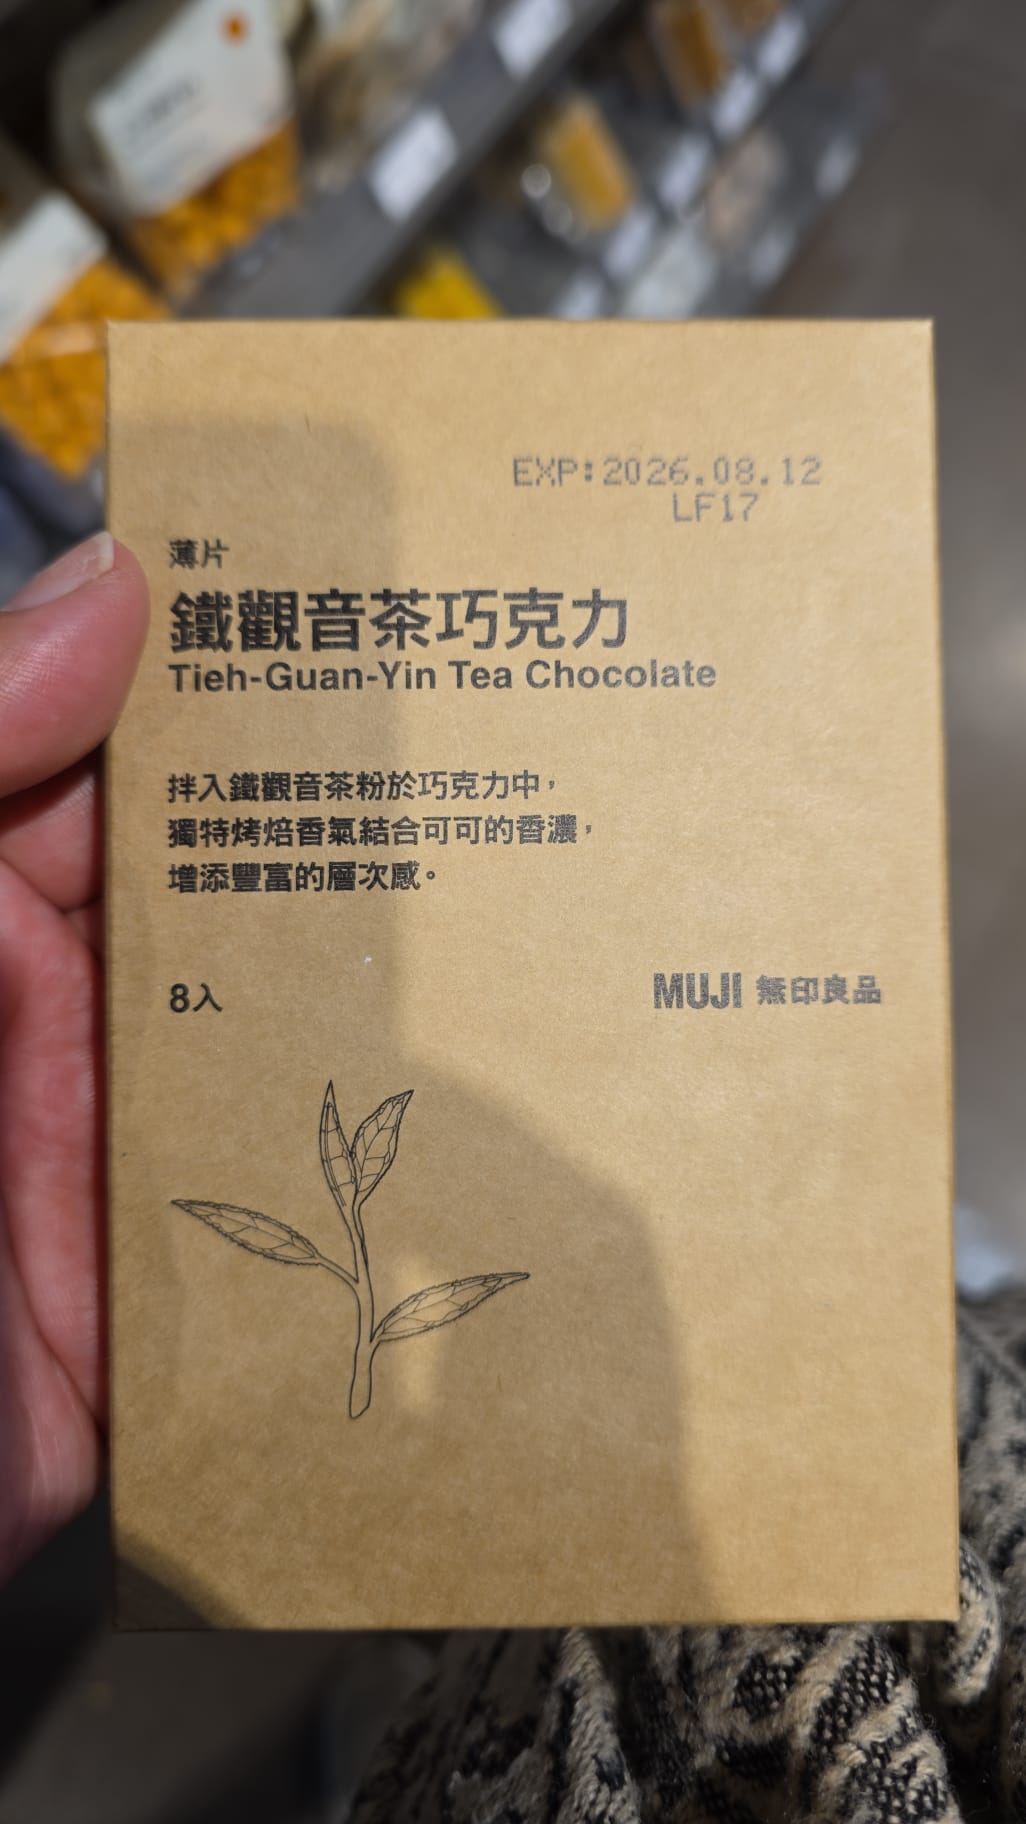 EXP:2026.08.12
LF17
薄片
鐵觀音茶巧克力
Tieh-Guan-Yin Tea Chocolate
拌入鐵觀音茶粉於巧克力中，
獨特烤焙香氣結合可可的香濃，
增添豐富的層次感。
8入
MUJI 無印良品